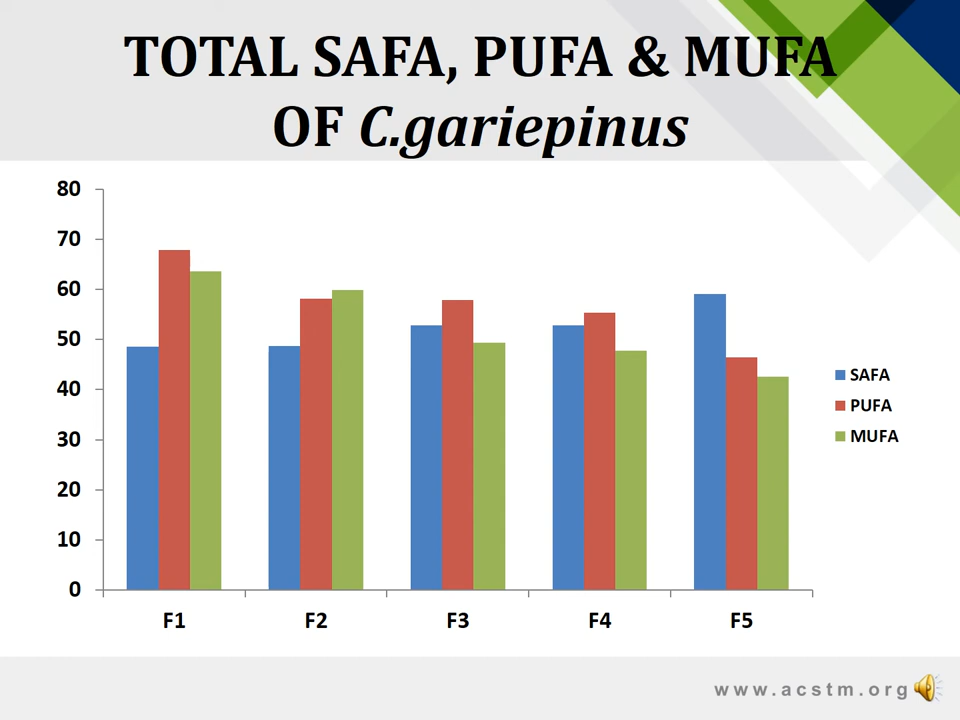 TOTAL SAFA, PUFA & MUFA
OF C.gariepinus
80
70
60
50
40
30
20
10
0
F1 F2 F3 F4 F5
SAFA
PUFA
MUFA
www.acstm.org